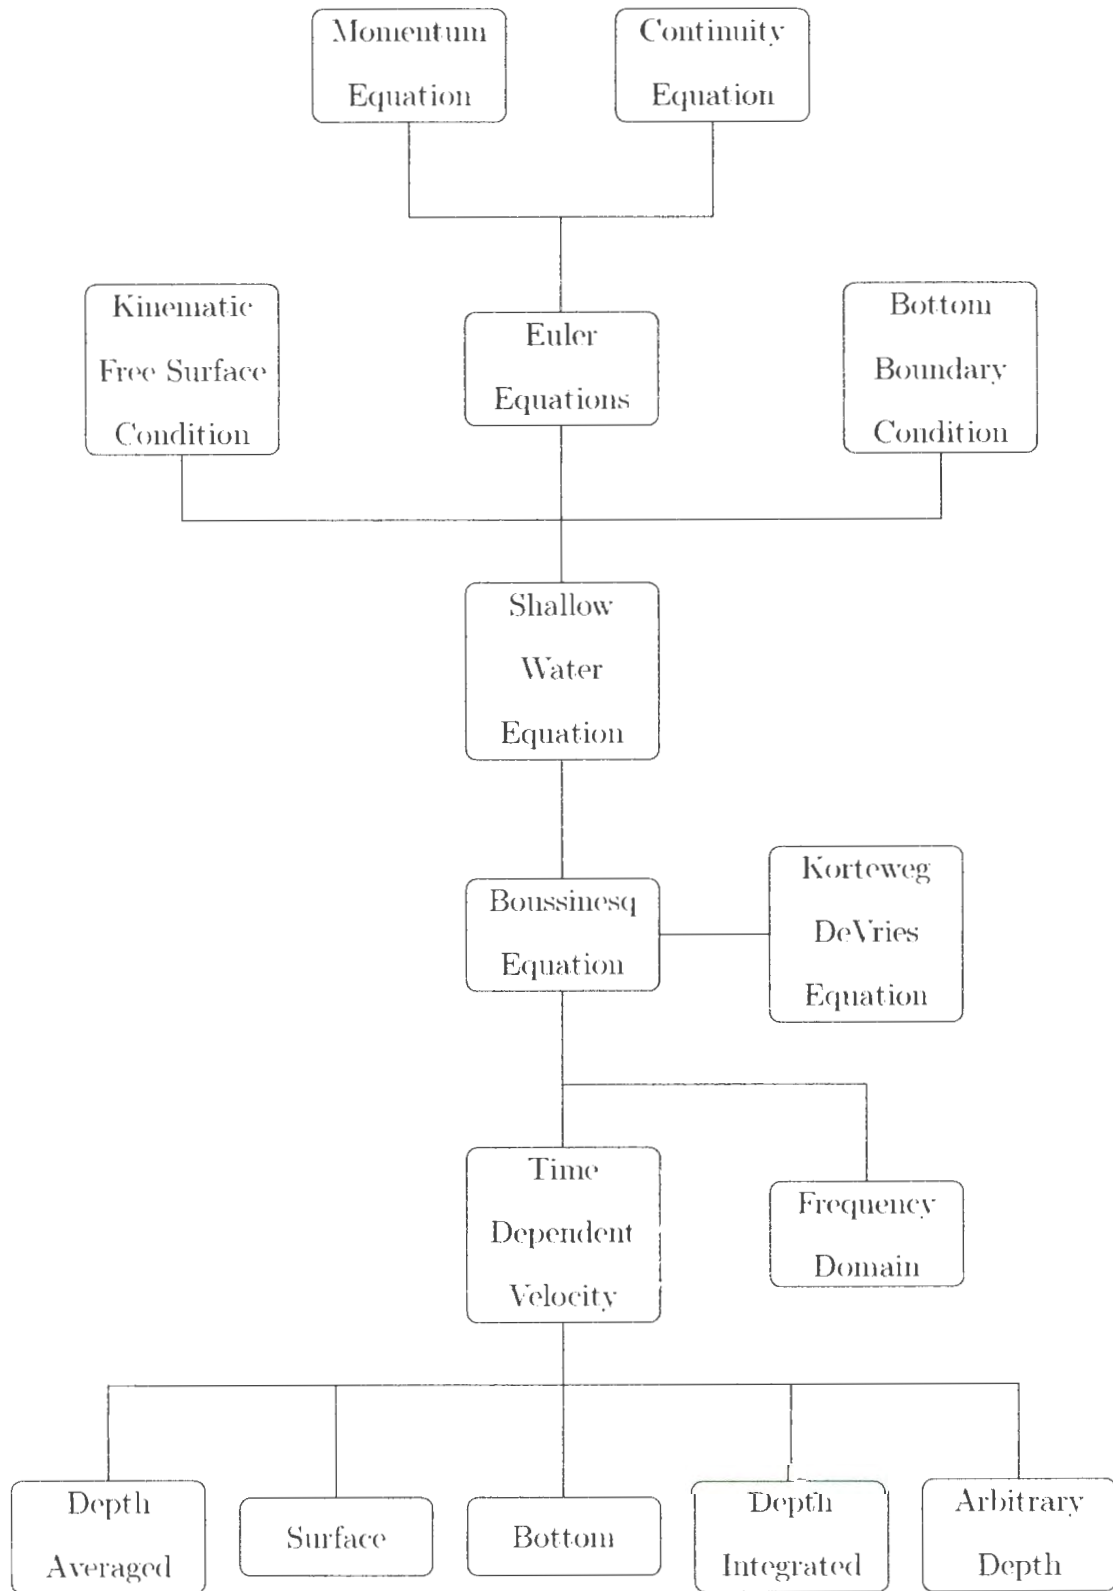 Momentum
Equation
Continuity
Equation
Kinematic
Free Surface
Condition
Euler
Equations
Bottom
Boundary
Condition
Shallow
Water
Equation
Boussinesq
Equation
Korteweg
DeVries
Equation
Time
Dependent
Velocity
Frequency
Domain
Depth
Averaged
Surface
Bottom
Depth
Integrated
Arbitrary
Depth